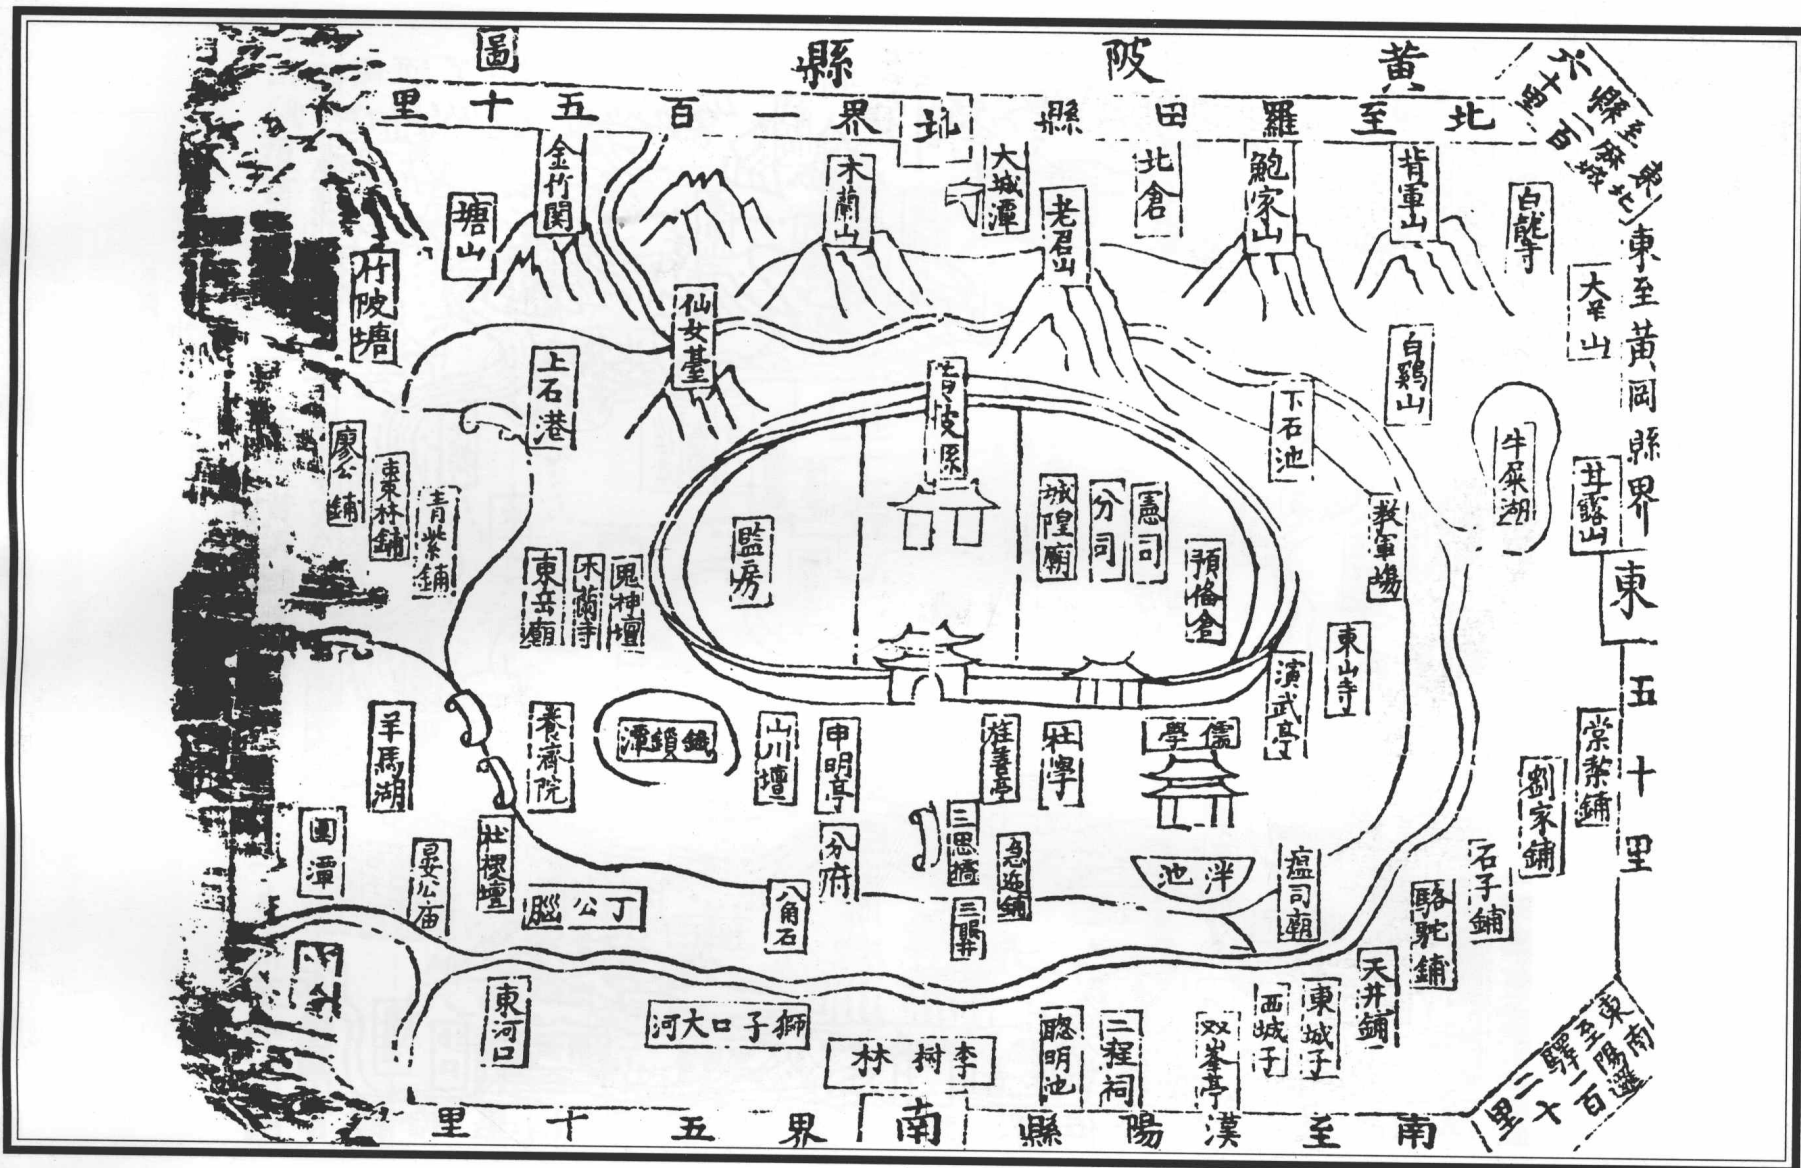 黃陂縣圖
北至羅田縣界一百五十里
北
東北至麻城縣一百六十里
東至黃岡縣界
東
五十里
東南至陽邏驛一百二十里
南至漢陽縣界五十里
南
白龍寺
背軍山
鮑家山
北倉
老君山
大城潭
木蘭山
金竹関
塘山
竹陂塘
大罕山
白鷄山
下石池
仙女臺
上石港
牛屎湖
甘露山
教軍場
黃陂縣
憲司
分司
城隍廟
預俻倉
監房
廖公鋪
東林鋪
青紫鋪
東岳廟
木蘭寺
鬼神壇
東山寺
演武亭
儒學
社學
旌善亭
申明亭
山川壇
鐵鎖潭
養濟院
羊馬湖
棠梨鋪
劉家鋪
石子鋪
駱駝鋪
天井鋪
瘟司廟
泮池
急逓鋪
三思橋
三眼井
分府
八角石
丁公腦
社稷壇
晏公庙
圓潭
東城子
西城子
双峯亭
二程祠
聰明池
李树林
獅子口大河
東河口